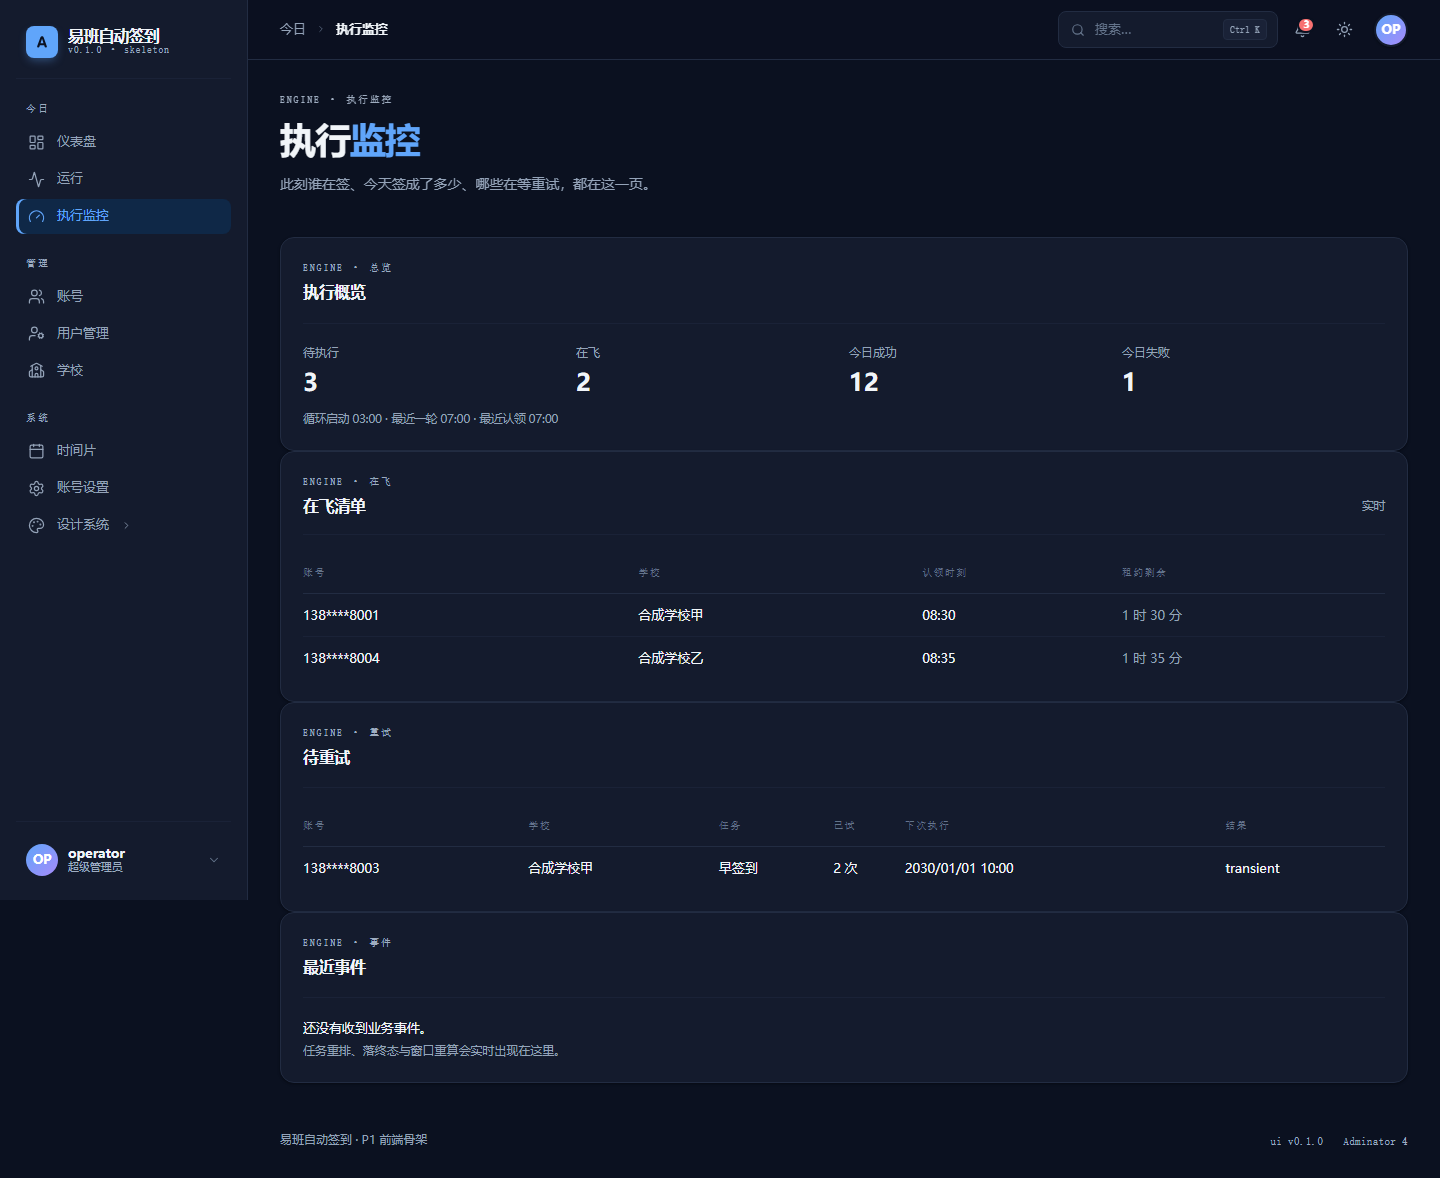 A
易班自动签到
v0.1.0 • skeleton
今日
仪表盘
运行
执行监控
管理
账号
用户管理
学校
系统
时间片
账号设置
设计系统
OP
operator
超级管理员
今日 › 执行监控
搜索...
Ctrl K
3
OP
ENGINE • 执行监控
执行监控
此刻谁在签、今天签成了多少、哪些在等重试，都在这一页。
ENGINE • 总览
执行概览
待执行 在飞 今日成功 今日失败
3 2 12 1
循环启动 03:00 · 最近一轮 07:00 · 最近认领 07:00
ENGINE • 在飞
在飞清单
实时
账号 学校 认领时刻 租约剩余
138****8001 合成学校甲 08:30 1 时 30 分
138****8004 合成学校乙 08:35 1 时 35 分
ENGINE • 重试
待重试
账号 学校 任务 已试 下次执行 结果
138****8003 合成学校甲 早签到 2 次 2030/01/01 10:00 transient
ENGINE • 事件
最近事件
还没有收到业务事件。
任务重排、落终态与窗口重算会实时出现在这里。
易班自动签到 · P1 前端骨架
ui v0.1.0 Adminator 4